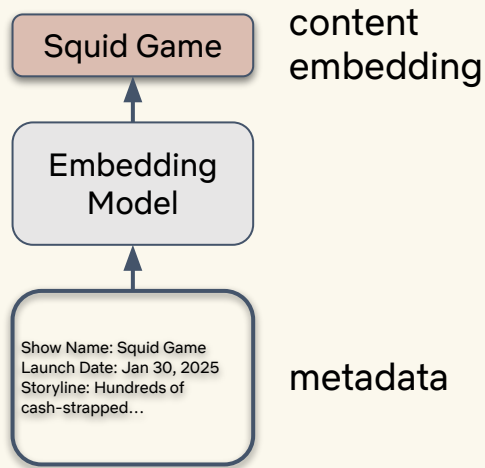 Squid Game
content
embedding
Embedding
Model
Show Name: Squid Game
Launch Date: Jan 30, 2025
Storyline: Hundreds of
cash-strapped...
metadata